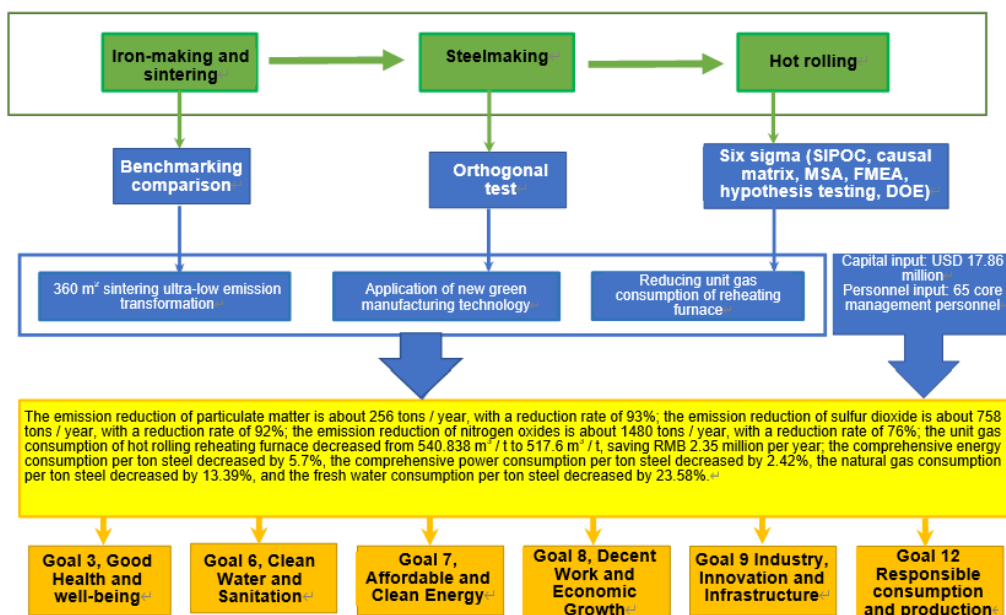 Iron-making and
sintering↵
Steelmaking↵
Hot rolling↵
Benchmarking
comparison↵
Orthogonal
test↵
Six sigma (SIPOC, causal
matrix, MSA, FMEA,
hypothesis testing, DOE)↵
360 m² sintering ultra-low emission
transformation↵
Application of new green
manufacturing technology↵
Reducing unit gas
consumption of reheating
furnace↵
Capital input: USD 17.86
million↵
Personnel input: 65 core
management personnel↵
The emission reduction of particulate matter is about 256 tons / year, with a reduction rate of 93%; the emission reduction of sulfur dioxide is about 758
tons / year, with a reduction rate of 92%; the emission reduction of nitrogen oxides is about 1480 tons / year, with a reduction rate of 76%; the unit gas
consumption of hot rolling reheating furnace decreased from 540.838 m³ / t to 517.6 m³ / t, saving RMB 2.35 million per year; the comprehensive energy
consumption per ton steel decreased by 5.7%, the comprehensive power consumption per ton steel decreased by 2.42%, the natural gas consumption
per ton steel decreased by 13.39%, and the fresh water consumption per ton steel decreased by 23.58%.↵
Goal 3, Good
Health and
well-being↵
Goal 6, Clean
Water and
Sanitation↵
Goal 7,
Affordable and
Clean Energy↵
Goal 8, Decent
Work and
Economic
Growth↵
Goal 9 Industry,
Innovation and
Infrastructure↵
Goal 12
Responsible
consumption
and production↵